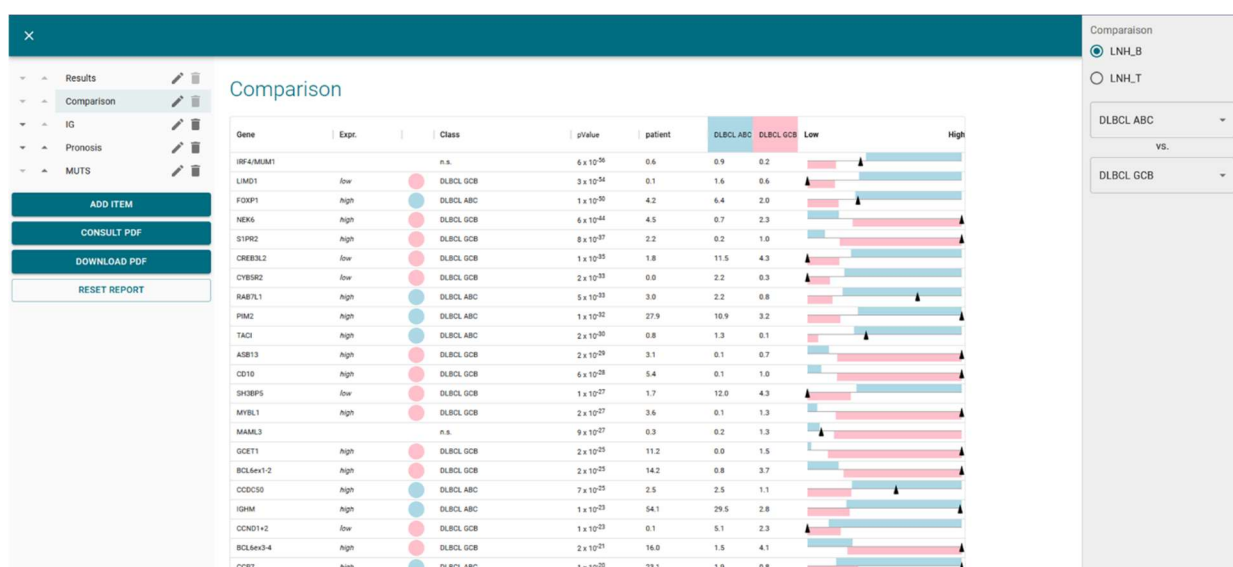 ×
Comparaison
LNH_B
LNH_T
DLBCL ABC
vs.
DLBCL GCB
Results
Comparison
IG
Pronosis
MUTS
ADD ITEM
CONSULT PDF
DOWNLOAD PDF
RESET REPORT
Comparison
Gene Expr. Class pValue patient DLBCL ABC DLBCL GCB Low High
IRF4/MUM1 n.s. 6 x 10-56 0.6 0.9 0.2
LIMD1 low DLBCL GCB 3 x 10-54 0.1 1.6 0.6
FOXP1 high DLBCL ABC 1 x 10-50 4.2 6.4 2.0
NEK6 high DLBCL GCB 6 x 10-44 4.5 0.7 2.3
S1PR2 high DLBCL GCB 8 x 10-37 2.2 0.2 1.0
CREB3L2 low DLBCL GCB 1 x 10-35 1.8 11.5 4.3
CYB5R2 low DLBCL GCB 2 x 10-33 0.0 2.2 0.3
RAB7L1 high DLBCL ABC 5 x 10-33 3.0 2.2 0.8
PIM2 high DLBCL ABC 1 x 10-32 27.9 10.9 3.2
TACI high DLBCL ABC 2 x 10-30 0.8 1.3 0.1
ASB13 high DLBCL GCB 2 x 10-29 3.1 0.1 0.7
CD10 high DLBCL GCB 6 x 10-28 5.4 0.1 1.0
SH3BP5 low DLBCL GCB 1 x 10-27 1.7 12.0 4.3
MYBL1 high DLBCL GCB 2 x 10-27 3.6 0.1 1.3
MAML3 n.s. 9 x 10-27 0.3 0.2 1.3
GCET1 high DLBCL GCB 2 x 10-25 11.2 0.0 1.5
BCL6ex1-2 high DLBCL GCB 2 x 10-25 14.2 0.8 3.7
CCDC50 high DLBCL ABC 7 x 10-25 2.5 2.5 1.1
IGHM high DLBCL ABC 1 x 10-23 54.1 29.5 2.8
CCND1+2 low DLBCL GCB 1 x 10-23 0.1 5.1 2.3
BCL6ex3-4 high DLBCL GCB 2 x 10-21 16.0 1.5 4.1
high DLBCL ABC